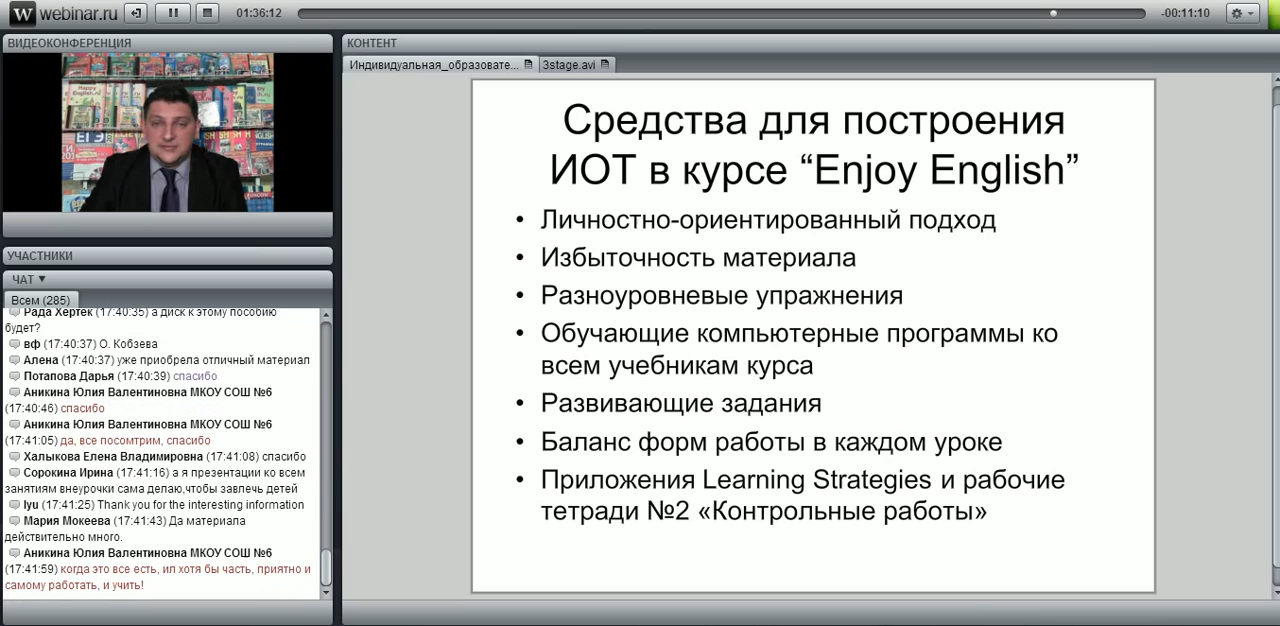 W webinar.ru
01:36:12
-00:11:10
ВИДЕОКОНФЕРЕНЦИЯ
Happy
English.ru
ЕГЭ
УЧАСТНИКИ
ЧАТ
Всем (285)
Рада Хертек (17:40:35) а диск к этому пособию
будет?
вф (17:40:37) О. Кобзева
Алена (17:40:37) уже приобрела отличный материал
Потапова Дарья (17:40:39) спасибо
Аникина Юлия Валентиновна МКОУ СОШ №6
(17:40:46) спасибо
Аникина Юлия Валентиновна МКОУ СОШ №6
(17:41:05) да, все посомтрим, спасибо
Халыкова Елена Владимировна (17:41:08) спасибо
Сорокина Ирина (17:41:16) а я презентации ко всем
занятиям внеурочки сама делаю,чтобы завлечь детей
lyu (17:41:25) Thank you for the interesting information
Мария Мокеева (17:41:43) Да материала
действительно много.
Аникина Юлия Валентиновна МКОУ СОШ №6
(17:41:59) когда это все есть, ил хотя бы часть, приятно и
самому работать, и учить!
КОНТЕНТ
Индивидуальная_образовате...
3stage.avi
Средства для построения
ИОТ в курсе “Enjoy English”
• Личностно-ориентированный подход
• Избыточность материала
• Разноуровневые упражнения
• Обучающие компьютерные программы ко
всем учебникам курса
• Развивающие задания
• Баланс форм работы в каждом уроке
• Приложения Learning Strategies и рабочие
тетради №2 «Контрольные работы»